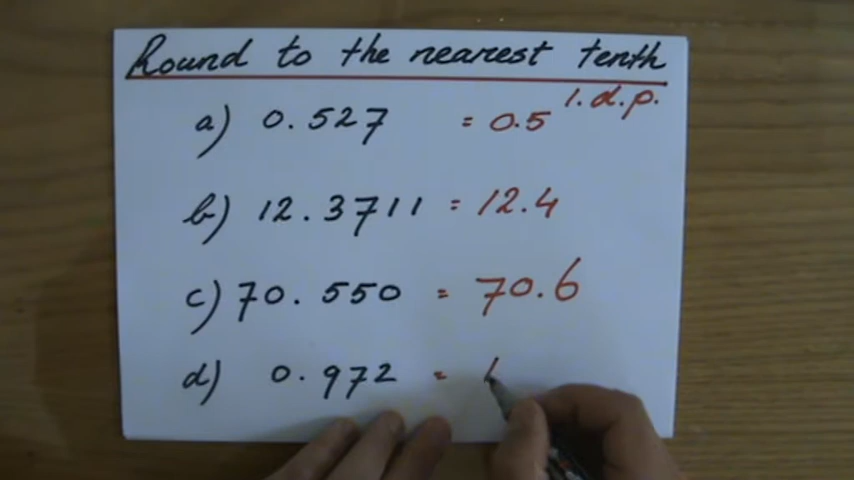 Round to the nearest tenth
1.d.p.
a) 0.527 = 0.5
b) 12.3711 = 12.4
c) 70.550 = 70.6
d) 0.972 =